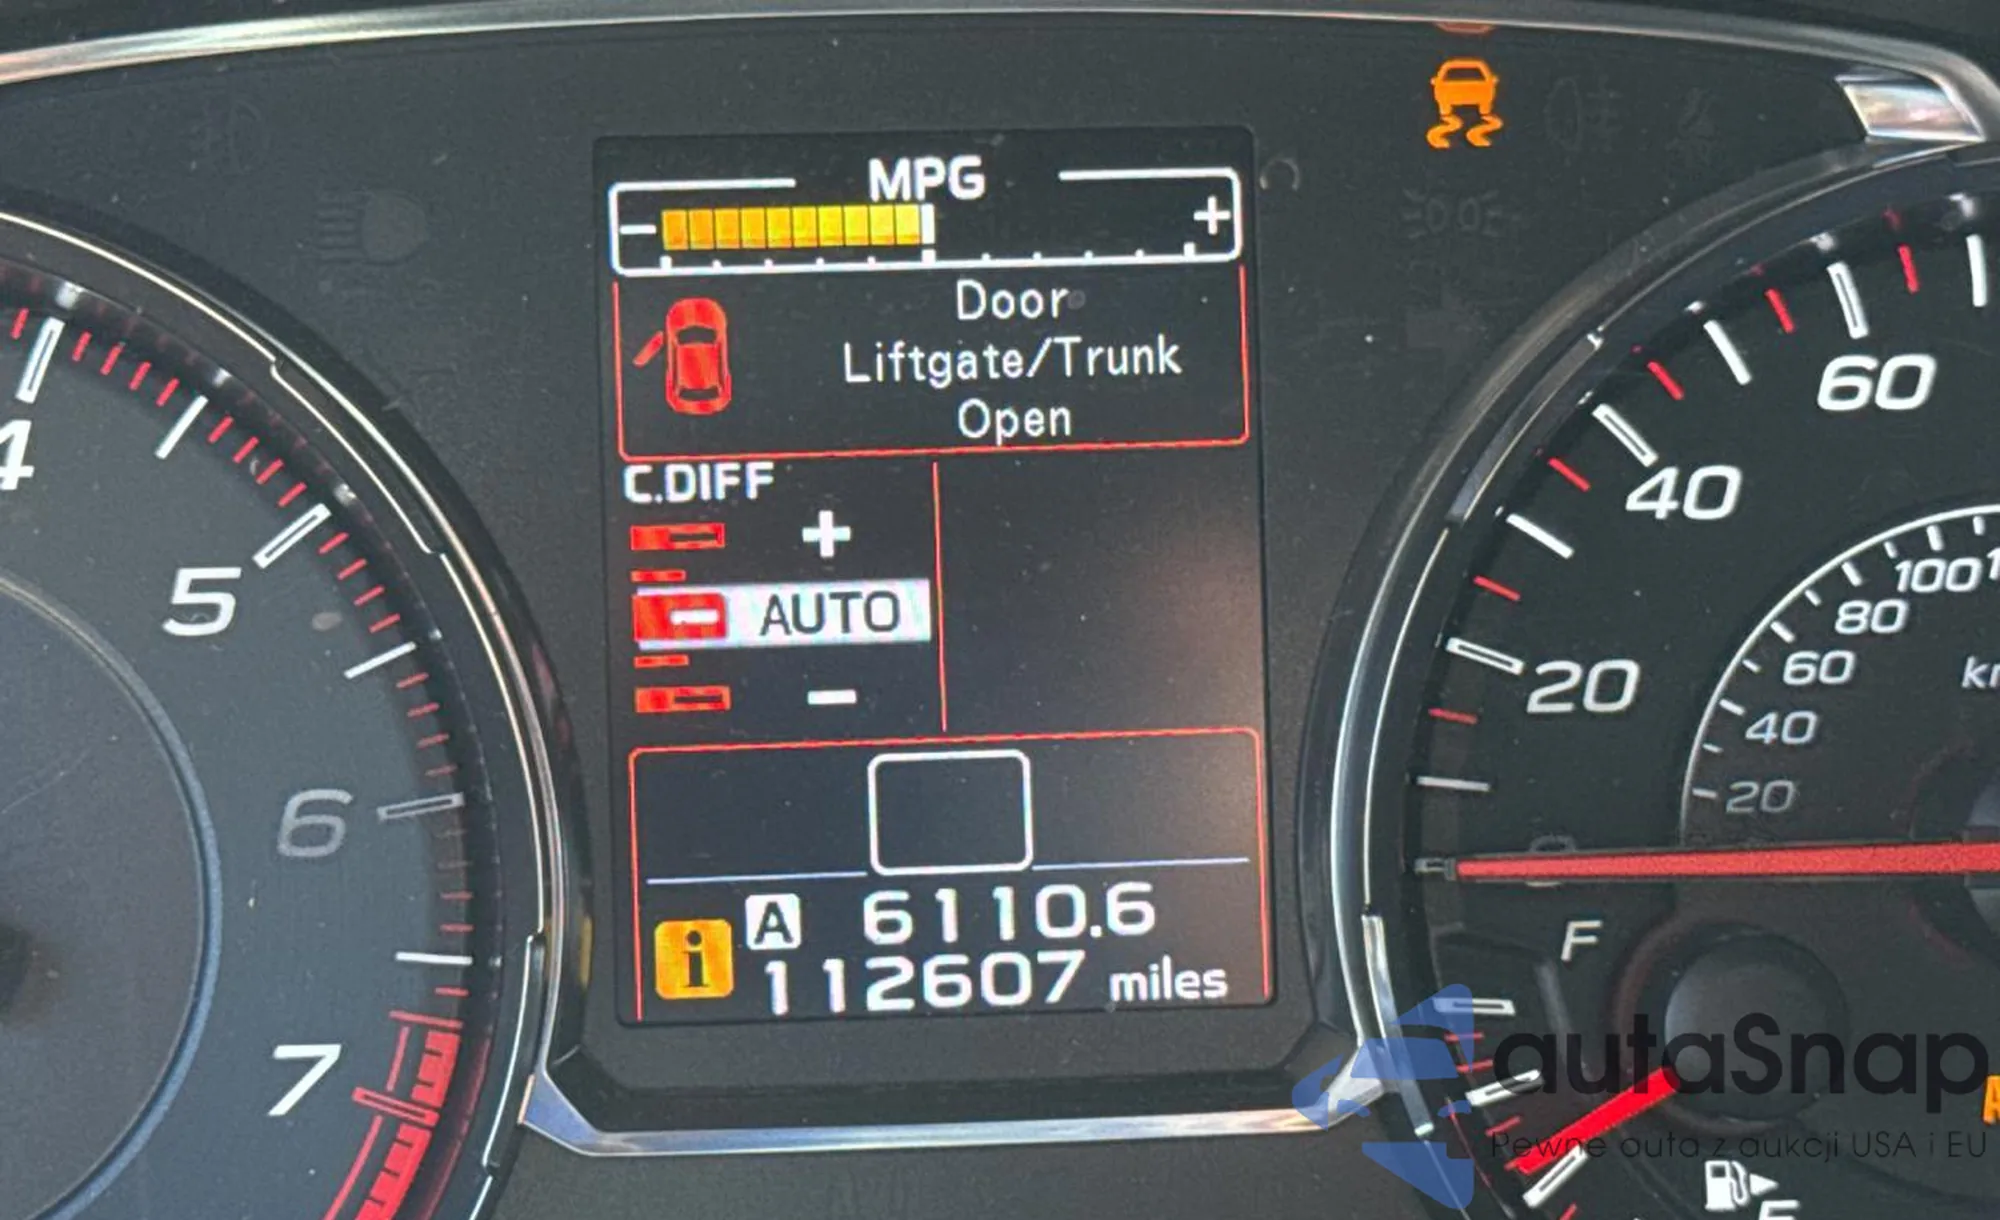 MPG
- +
Door
Liftgate/Trunk
Open
C.DIFF
+
AUTO
-
A 6110.6
i 112607 miles
4
5
6
7
60
40
20
100
80
60
40
20
F
autaSnap
Pewne auta z aukcji USA i EU